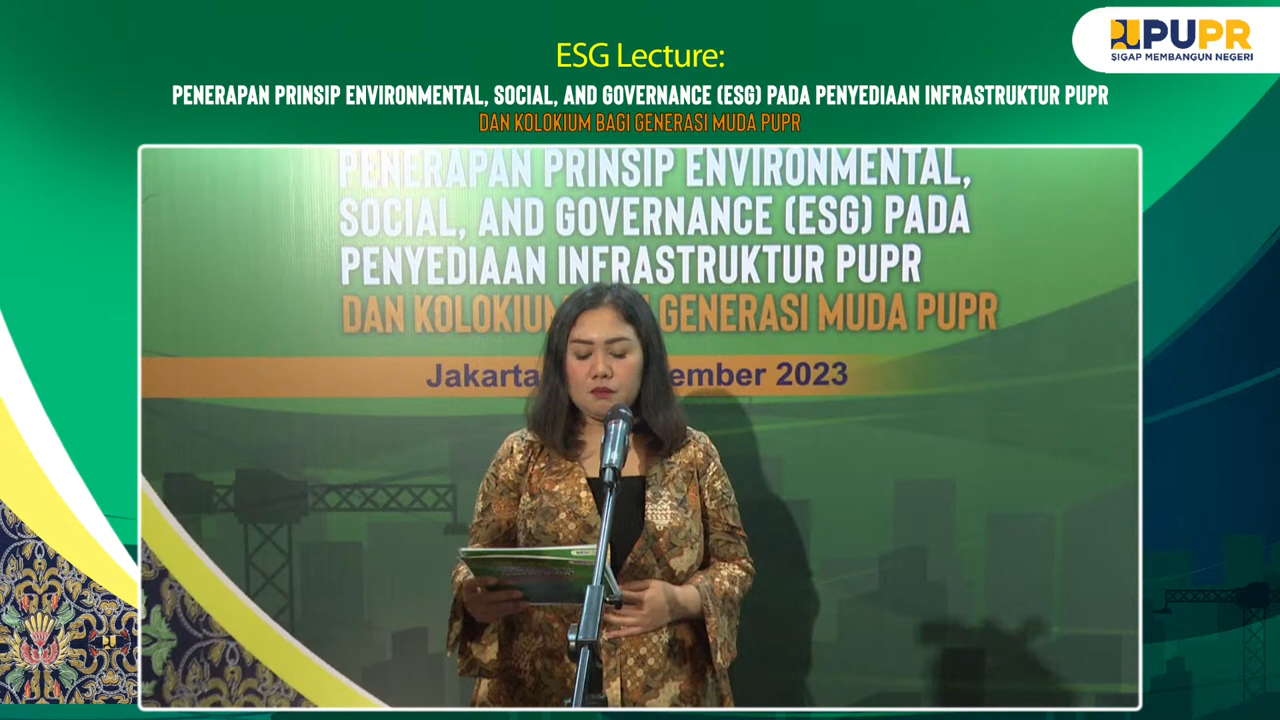 PUPR
SIGAP MEMBANGUN NEGERI
ESG Lecture:
PENERAPAN PRINSIP ENVIRONMENTAL, SOCIAL, AND GOVERNANCE (ESG) PADA PENYEDIAAN INFRASTRUKTUR PUPR
DAN KOLOKIUM BAGI GENERASI MUDA PUPR
PENERAPAN PRINSIP ENVIRONMENTAL,
SOCIAL, AND GOVERNANCE (ESG) PADA
PENYEDIAAN INFRASTRUKTUR PUPR
DAN GENERASI MUDA PUPR
Jakarta 2023